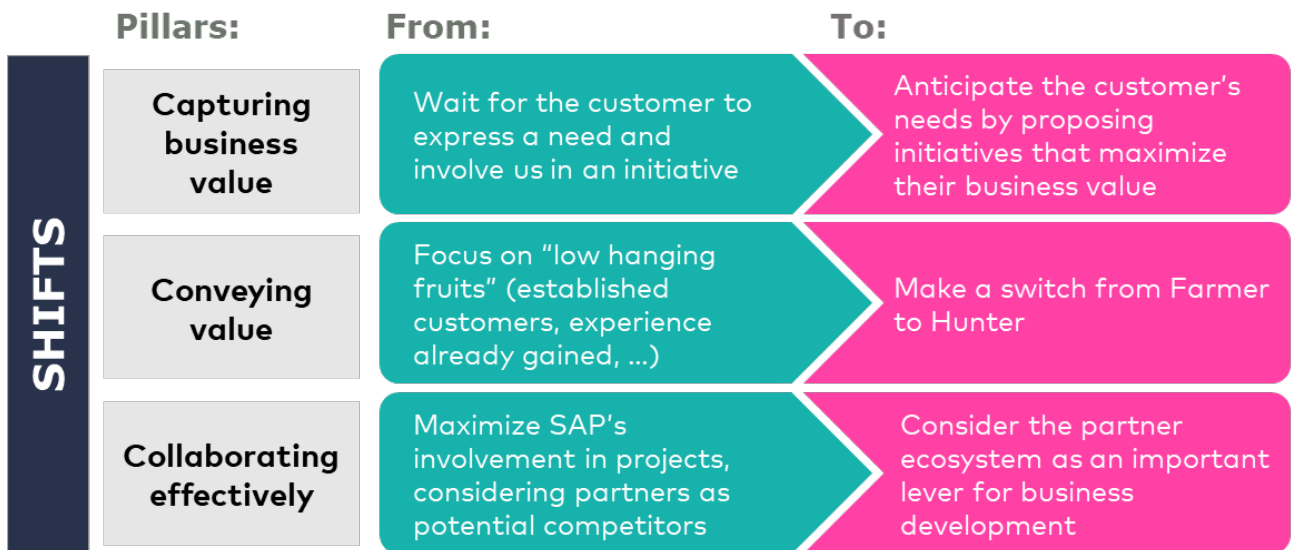 Pillars:
From:
To:
SHIFTS
Capturing
business
value
Wait for the customer to
express a need and
involve us in an initiative
Anticipate the customer's
needs by proposing
initiatives that maximize
their business value
Conveying
value
Focus on “low hanging
fruits” (established
customers, experience
already gained, ...)
Make a switch from Farmer
to Hunter
Collaborating
effectively
Maximize SAP's
involvement in projects,
considering partners as
potential competitors
Consider the partner
ecosystem as an important
lever for business
development